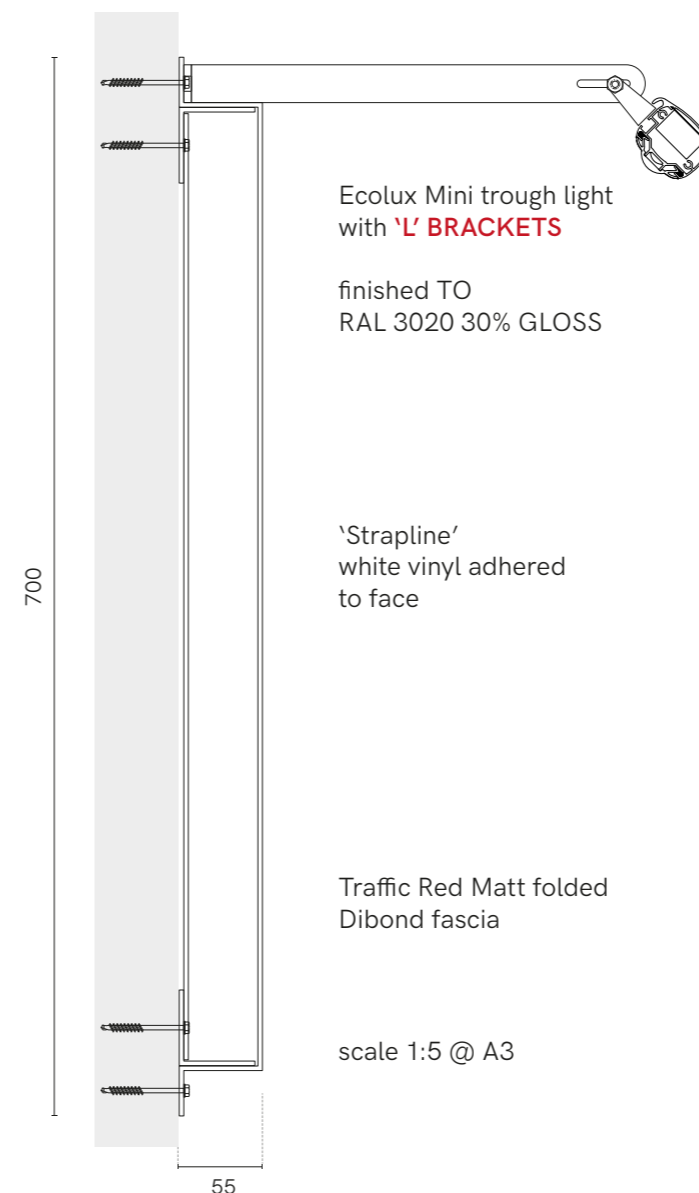 Ecolux Mini trough light
with ‘L’ BRACKETS
finished TO
RAL 3020 30% GLOSS
‘Strapline’
white vinyl adhered
to face
700
Traffic Red Matt folded
Dibond fascia
scale 1:5 @ A3
55